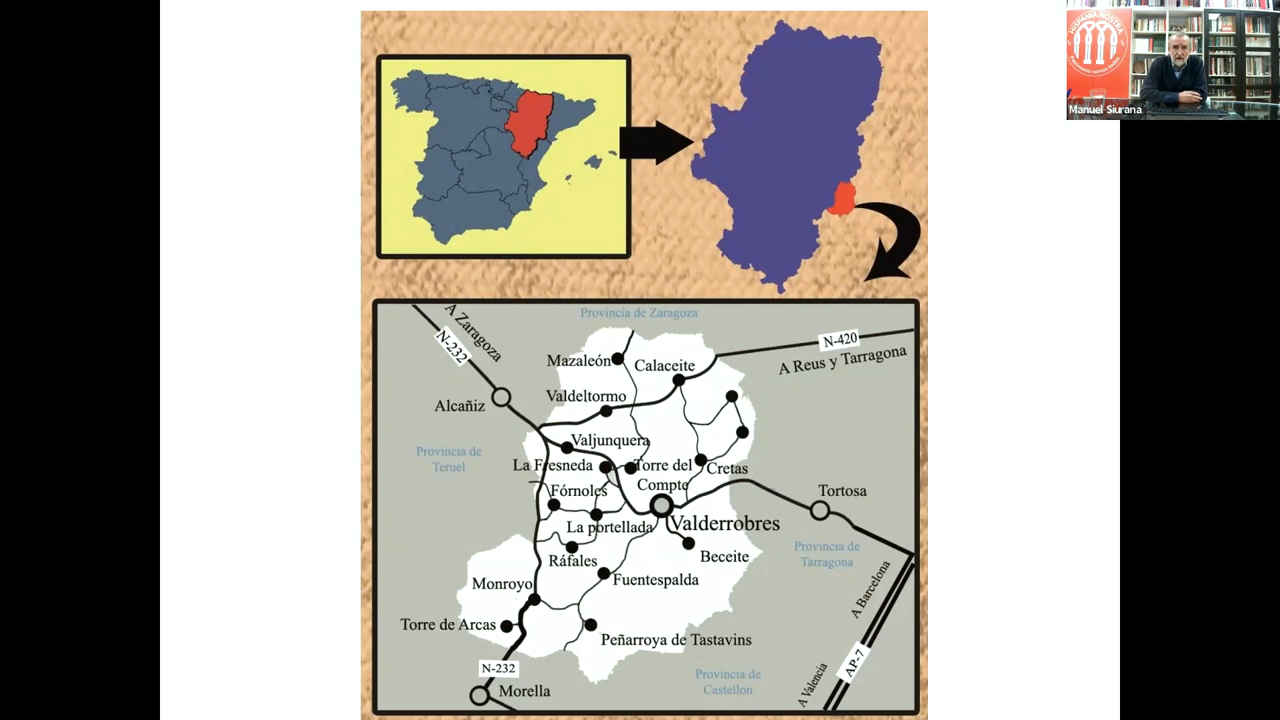 HISPANIA NOSTRA
Manuel Siurana
Provincia de Zaragoza
A Zaragoza
N-232
N-420
A Reus y Tarragona
Mazaleón
Calaceite
Valdeltormo
Alcañiz
Valjunquera
Provincia de
Teruel
La Fresneda
Torre del
Compte
Cretas
Fórnoles
Tortosa
La portellada
Valderrobres
Provincia de
Tarragona
Beceite
Ráfales
Monroyo
Fuentespalda
A Barcelona
Torre de Arcas
Peñarroya de Tastavins
N-232
AP-7
A Valencia
Provincia de
Castellon
Morella